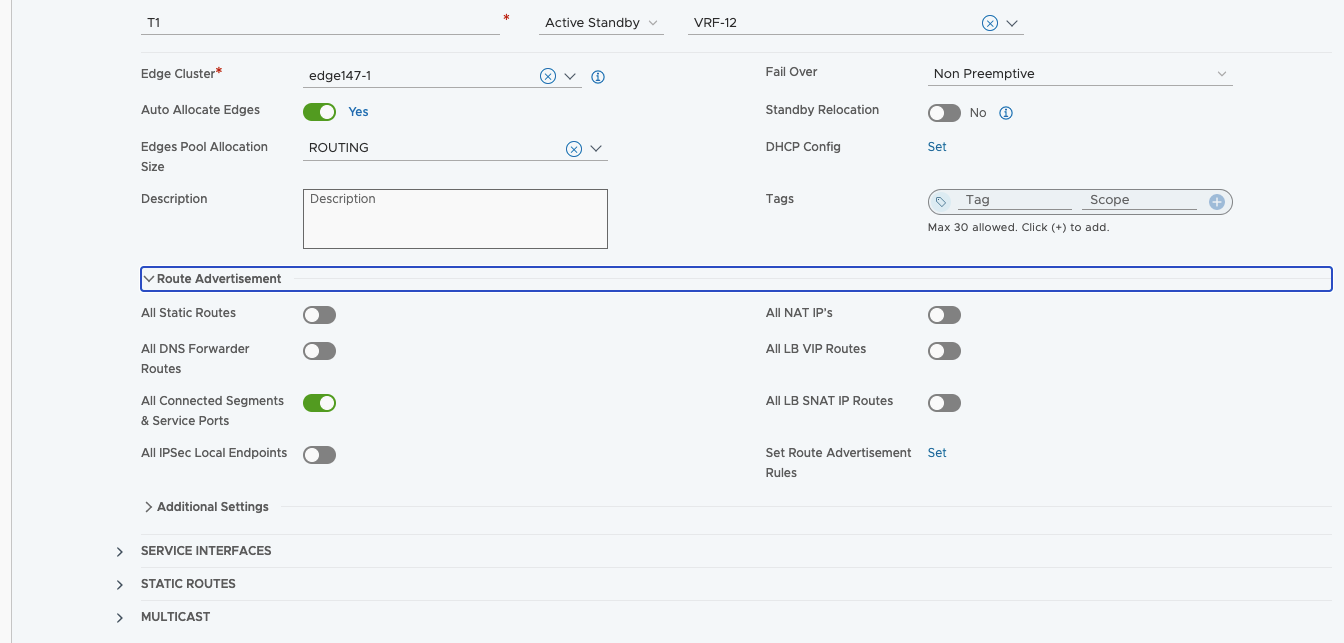 T1 * Active Standby VRF-12
Edge Cluster* edge147-1 Fail Over Non Preemptive
Auto Allocate Edges Yes Standby Relocation No
Edges Pool Allocation ROUTING DHCP Config Set
Size
Description Description Tags Tag Scope
Max 30 allowed. Click (+) to add.
Route Advertisement
All Static Routes All NAT IP's
All DNS Forwarder All LB VIP Routes
Routes
All Connected Segments All LB SNAT IP Routes
& Service Ports
All IPSec Local Endpoints Set Route Advertisement Set
Rules
Additional Settings
SERVICE INTERFACES
STATIC ROUTES
MULTICAST